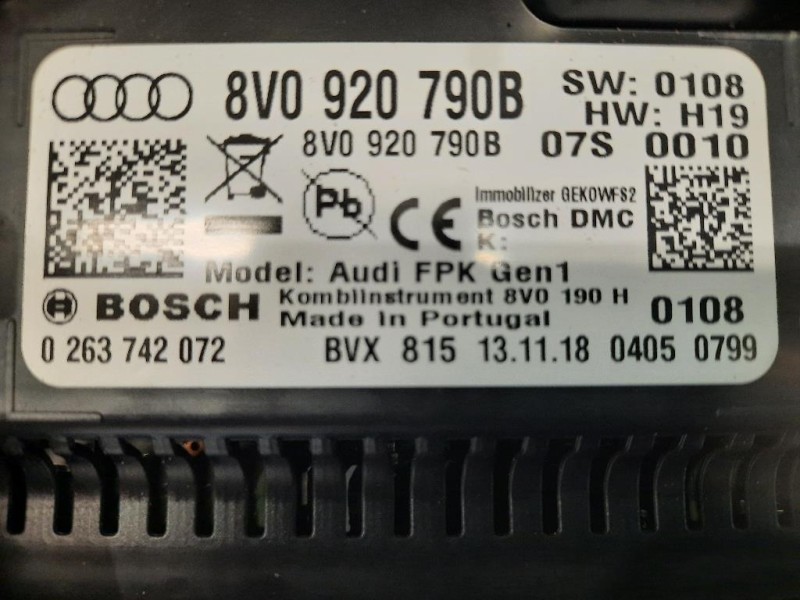 8V0 920 790B SW: 0108
HW: H19
8V0 920 790B 07S 0010
Pb
CE
Immobilizer GEKOWFS2
Bosch DMC
K:
Model: Audi FPK Gen1
BOSCH Kombiinstrument 8V0 190 H 0108
Made in Portugal
0 263 742 072 BVX 815 13.11.18 0405 0799